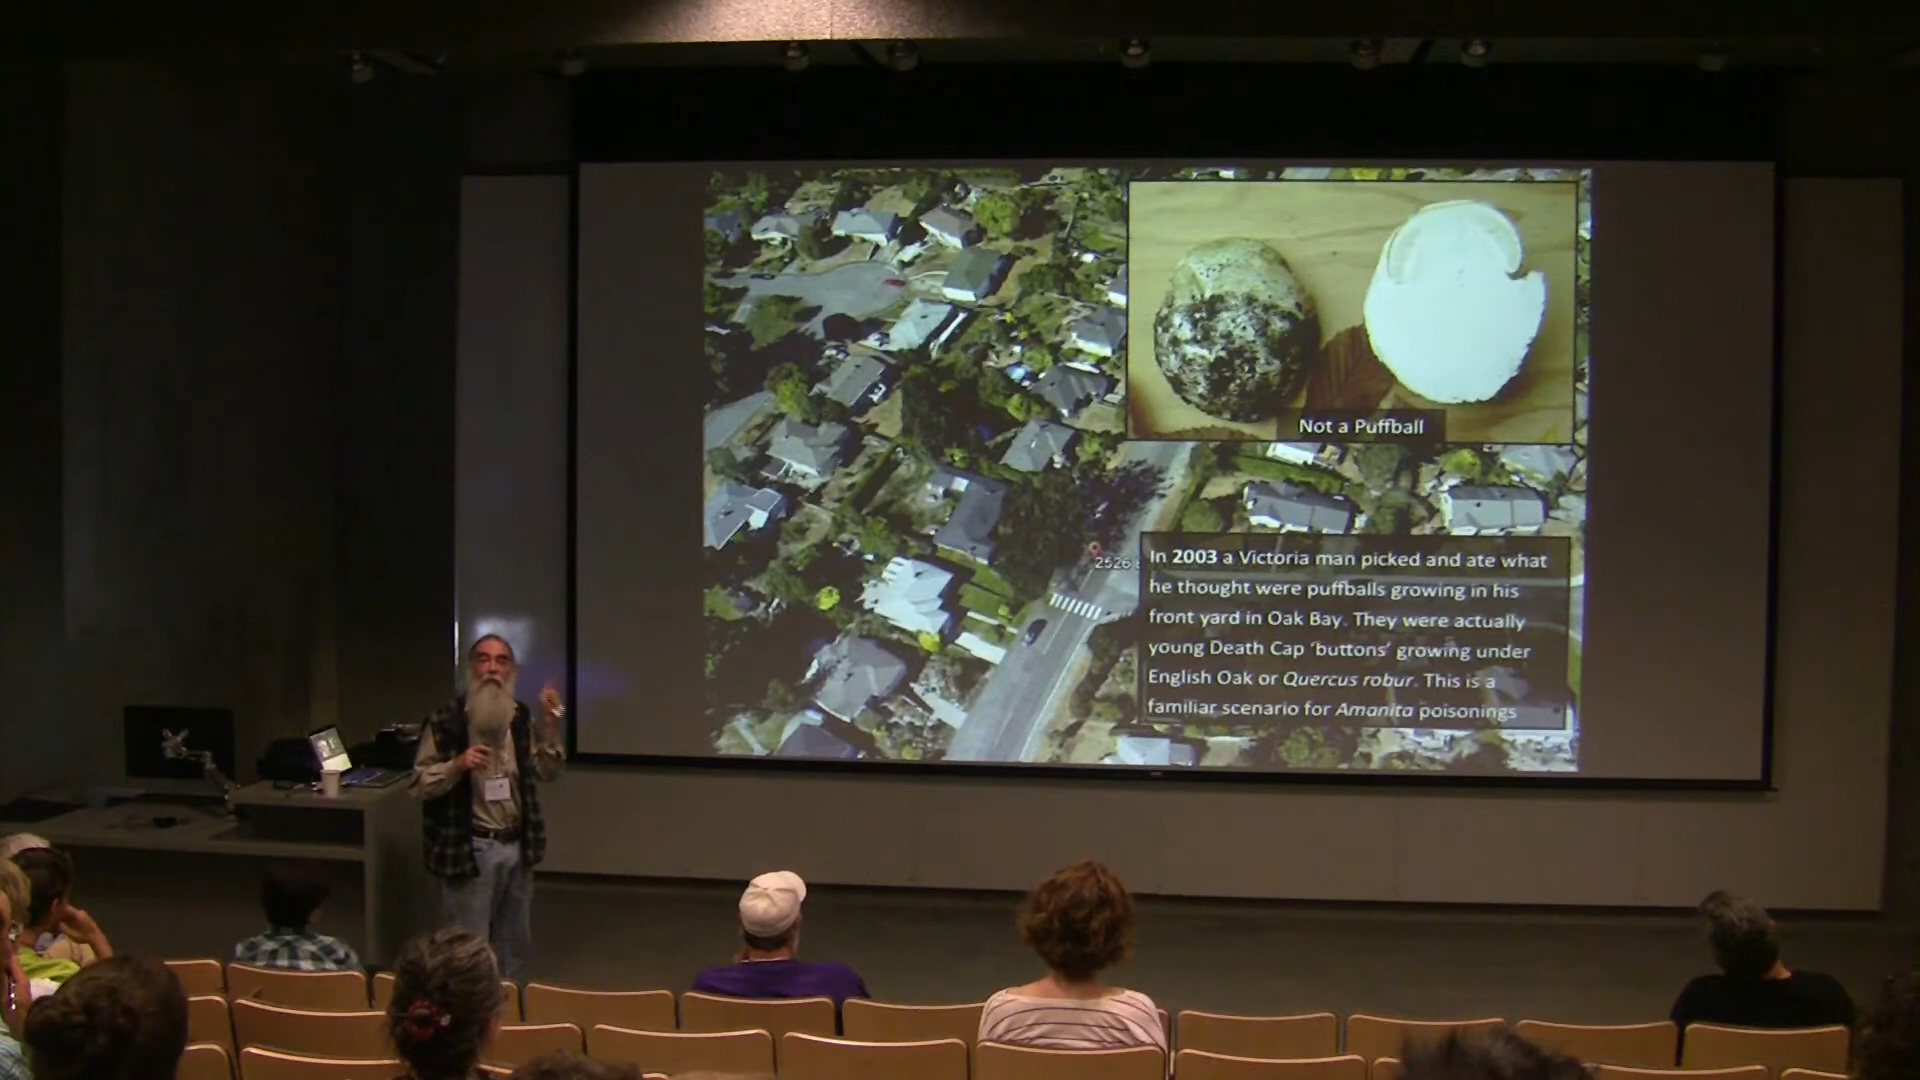 Not a Puffball
2526
In 2003 a Victoria man picked and ate what
he thought were puffballs growing in his
front yard in Oak Bay. They were actually
young Death Cap ‘buttons’ growing under
English Oak or Quercus robur. This is a
familiar scenario for Amanita poisonings